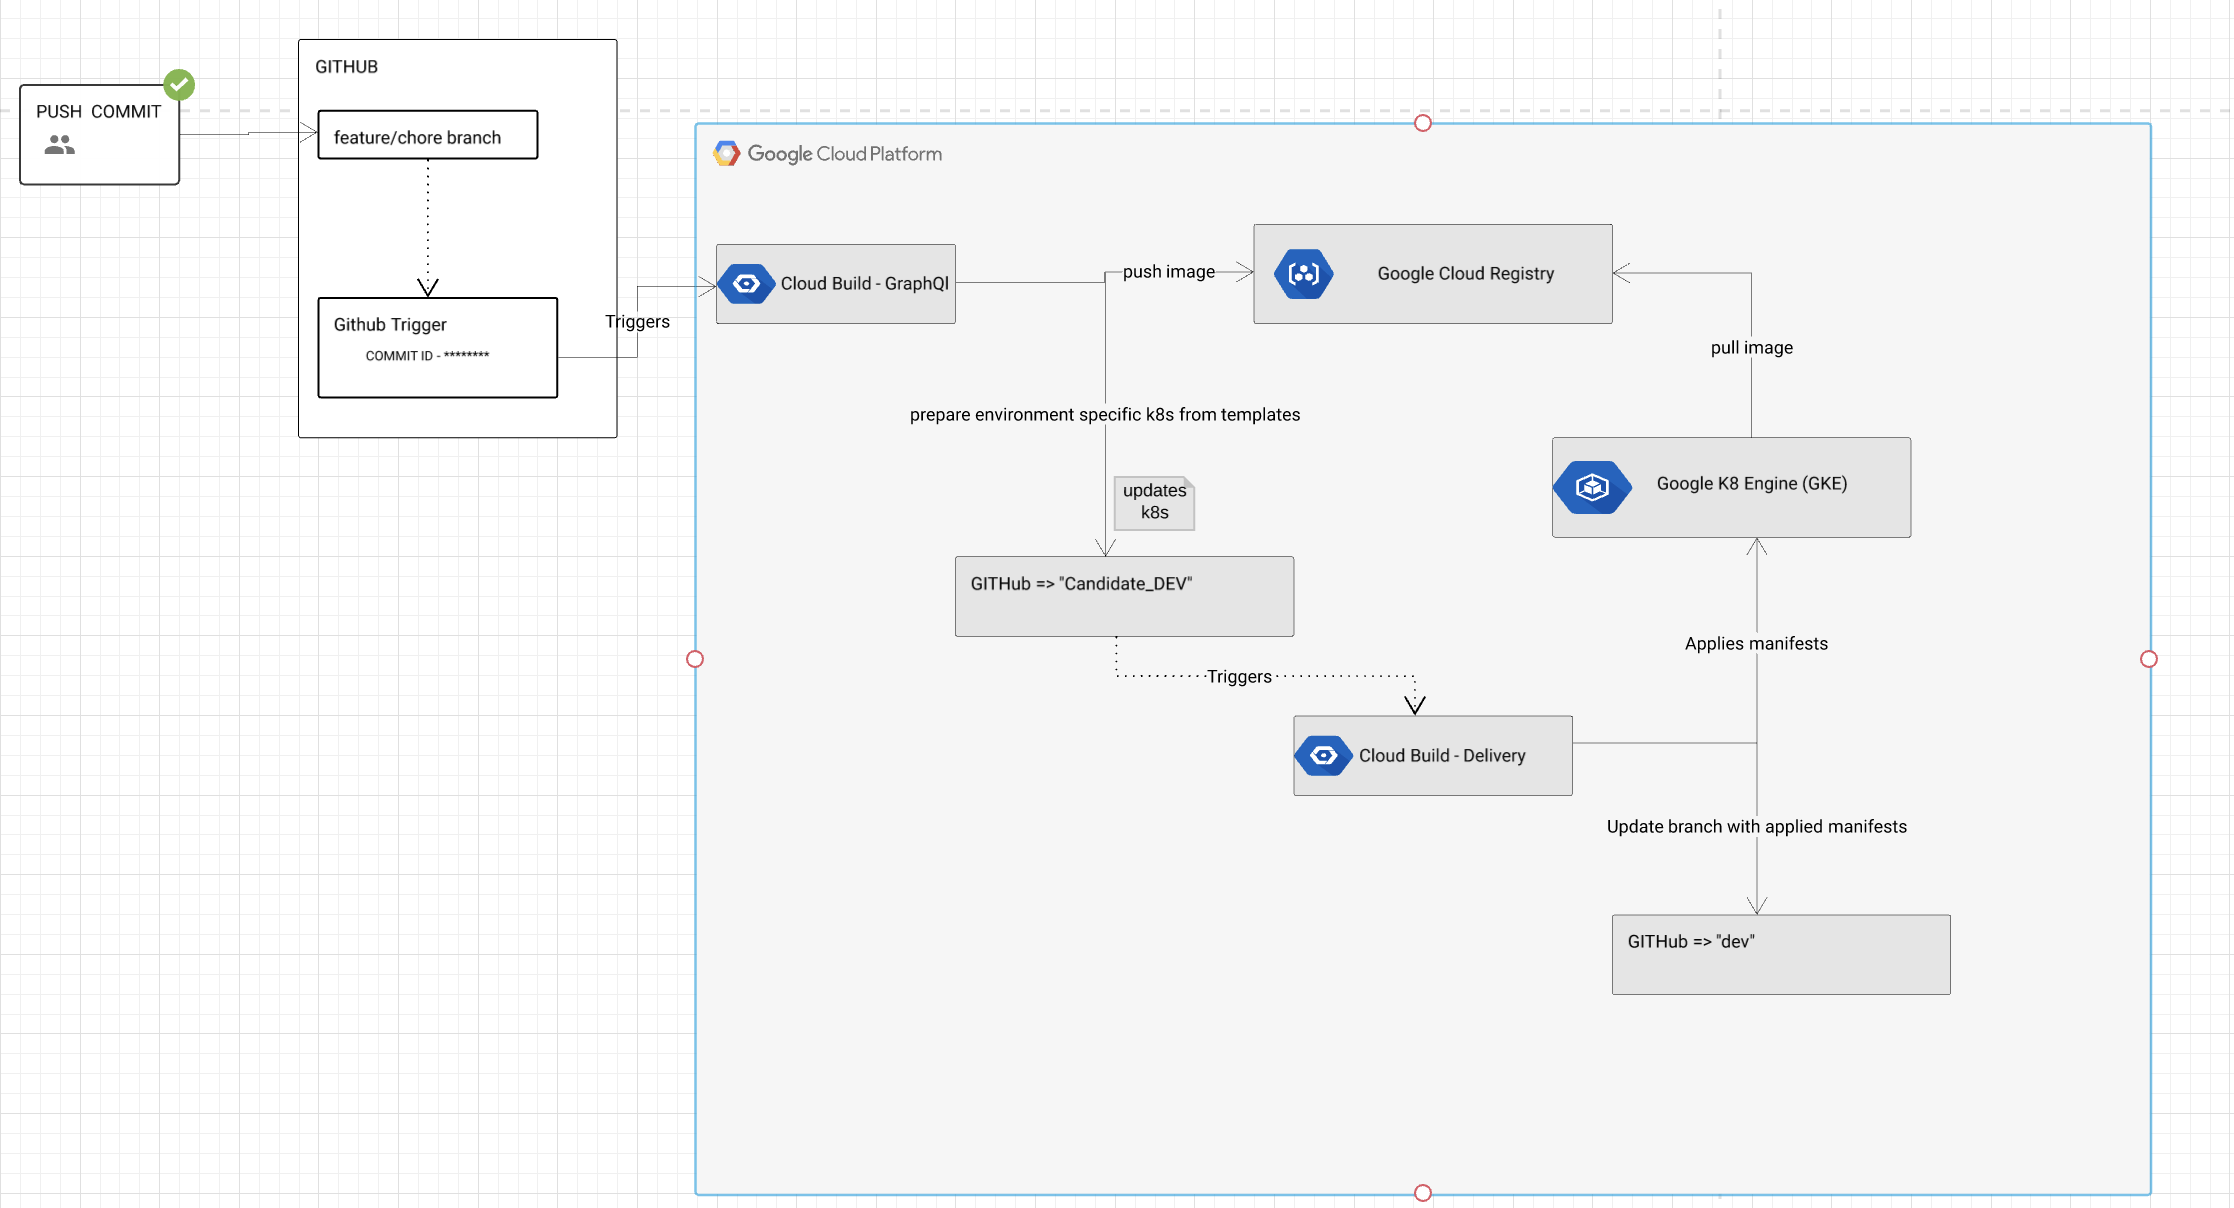 GITHUB
PUSH  COMMIT
feature/chore branch
Github Trigger
COMMIT ID - ********
Triggers
Google Cloud Platform
Cloud Build - GraphQl
push image
Google Cloud Registry
pull image
prepare environment specific k8s from templates
updates
k8s
Google K8 Engine (GKE)
GITHub => "Candidate_DEV"
Applies manifests
Triggers
Cloud Build - Delivery
Update branch with applied manifests
GITHub => "dev"